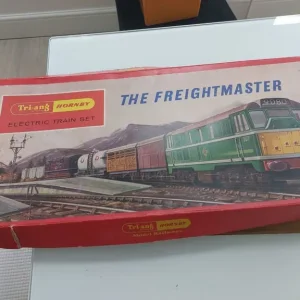 Tri-ang HORNBY
ELECTRIC TRAIN SET
THE FREIGHTMASTER
Tri-ang HORNBY